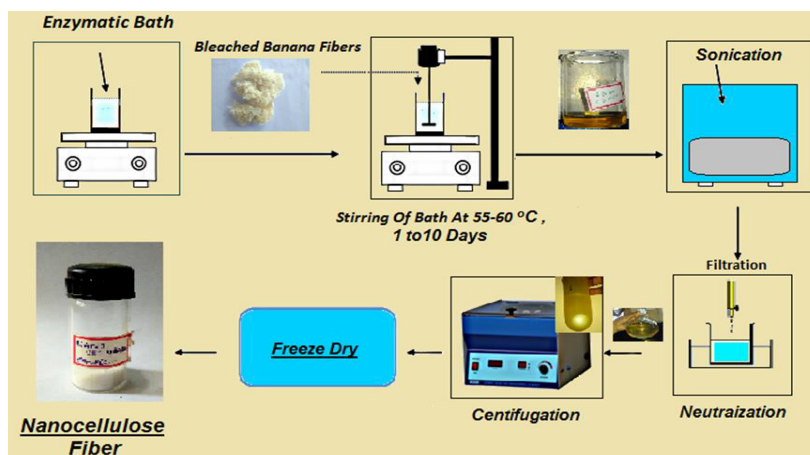 Enzymatic Bath
Bleached Banana Fibers
Sonication
Stirring Of Bath At 55-60 ºC ,
1 to10 Days
Filtration
Neutraization
Centifugation
Freeze Dry
Nanocellulose
Fiber